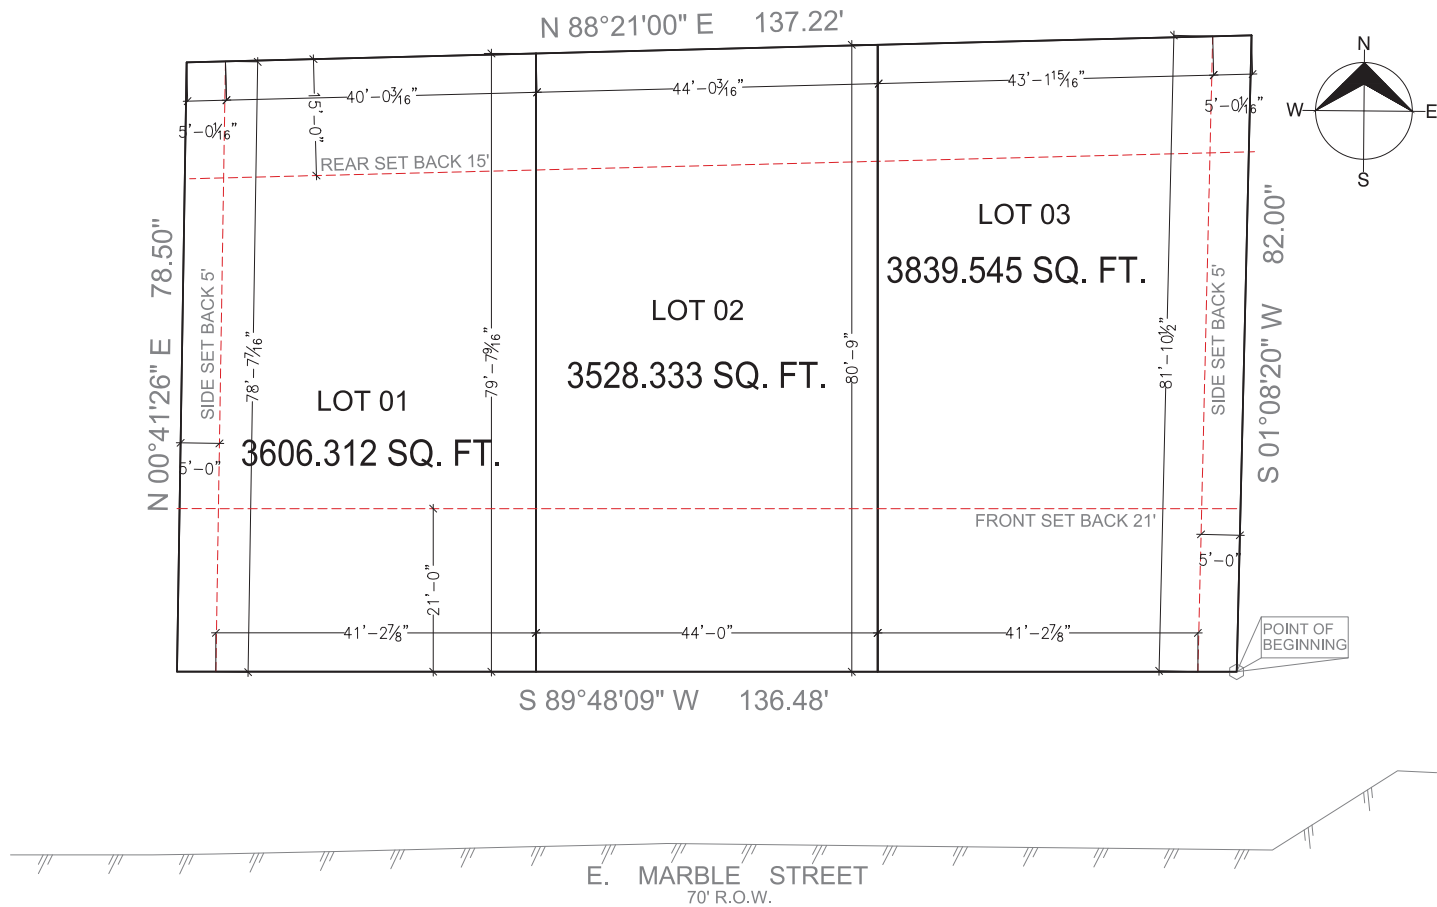 N 88°21'00" E 137.22'
N
W
E
S
40'-0 3/16"
44'-0 3/16"
43'-1 15/16"
5'-0 1/16"
5'-0 1/16"
15'-0"
REAR SET BACK 15'
LOT 03
3839.545 SQ. FT.
LOT 02
3528.333 SQ. FT.
LOT 01
3606.312 SQ. FT.
N 00°41'26" E 78.50"
SIDE SET BACK 5'
78'-7 7/16"
79'-7 9/16"
80'-9"
81'-10 1/2"
SIDE SET BACK 5'
S 01°08'20" W 82.00"
5'-0"
FRONT SET BACK 21'
5'-0"
21'-0"
41'-2 7/8"
44'-0"
41'-2 7/8"
POINT OF
BEGINNING
S 89°48'09" W 136.48'
E. MARBLE STREET
70' R.O.W.